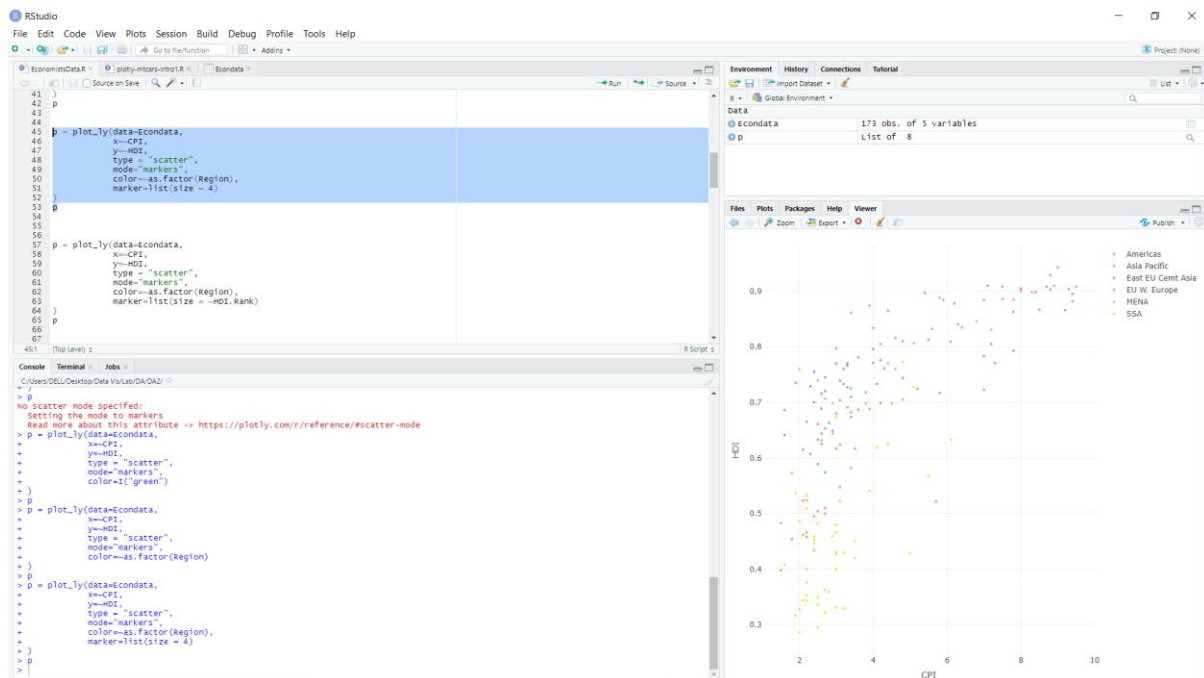 RStudio
File Edit Code View Plots Session Build Debug Profile Tools Help
Go to file/function Addins Project: (None)
EconomistsData.R plotly-mtcars-intro1.R Econdata
Source on Save Run Source
41 )
42 p
43
44
45 p = plot_ly(data=Econdata,
46 x=~CPI,
47 y=~HDI,
48 type = "scatter",
49 mode="markers",
50 color=~as.factor(Region),
51 marker=list(size = 4)
52 )
53 p
54
55
56
57 p = plot_ly(data=Econdata,
58 x=~CPI,
59 y=~HDI,
60 type = "scatter",
61 mode="markers",
62 color=~as.factor(Region),
63 marker=list(size = ~HDI.Rank)
64 )
65 p
66
67
45:1 (Top Level) R Script
Console Terminal Jobs
C:/Users/DELL/Desktop/Data Vis/Lab/DA/DA2/
+ )
> p
No scatter mode specifed:
Setting the mode to markers
Read more about this attribute -> https://plotly.com/r/reference/#scatter-mode
> p = plot_ly(data=Econdata,
+ x=~CPI,
+ y=~HDI,
+ type = "scatter",
+ mode="markers",
+ color=I("green")
+ )
> p
> p = plot_ly(data=Econdata,
+ x=~CPI,
+ y=~HDI,
+ type = "scatter",
+ mode="markers",
+ color=~as.factor(Region)
+ )
> p
> p = plot_ly(data=Econdata,
+ x=~CPI,
+ y=~HDI,
+ type = "scatter",
+ mode="markers",
+ color=~as.factor(Region),
+ marker=list(size = 4)
+ )
> p
>
Environment History Connections Tutorial
Import Dataset List
R Global Environment
Data
Econdata 173 obs. of 5 variables
p List of 8
Files Plots Packages Help Viewer
Zoom Export Publish
Americas
Asia Pacific
East EU Cemt Asia
EU W. Europe
MENA
SSA
0.9
0.8
0.7
0.6
0.5
0.4
0.3
HDI
2 4 6 8 10
CPI